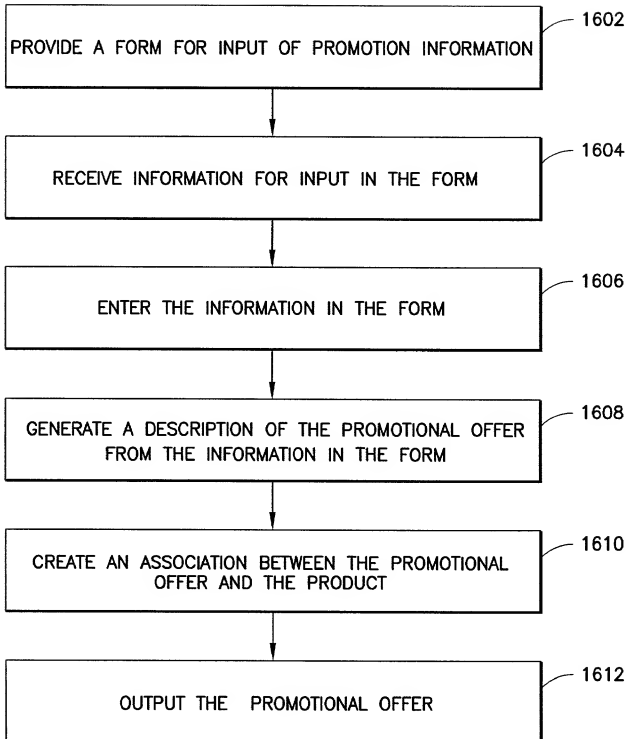 1602
PROVIDE A FORM FOR INPUT OF PROMOTION INFORMATION
1604
RECEIVE INFORMATION FOR INPUT IN THE FORM
1606
ENTER THE INFORMATION IN THE FORM
1608
GENERATE A DESCRIPTION OF THE PROMOTIONAL OFFER
FROM THE INFORMATION IN THE FORM
1610
CREATE AN ASSOCIATION BETWEEN THE PROMOTIONAL
OFFER AND THE PRODUCT
1612
OUTPUT THE PROMOTIONAL OFFER